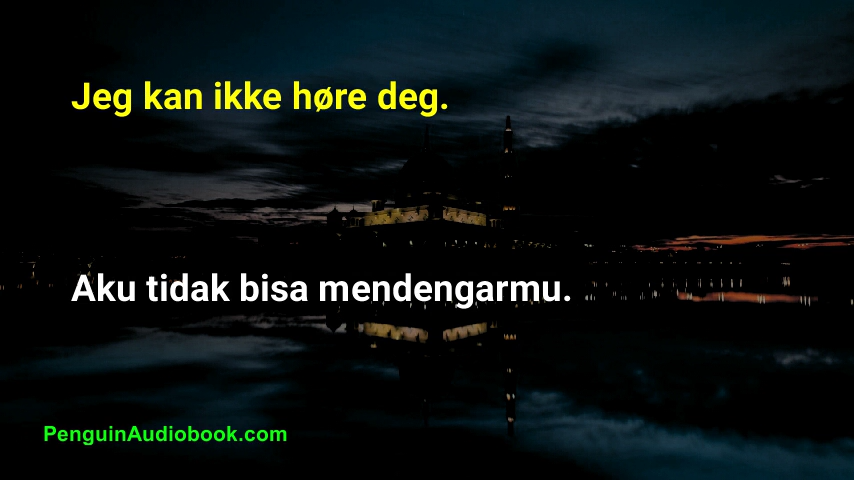 Jeg kan ikke høre deg.
Aku tidak bisa mendengarmu.
PenguinAudiobook.com